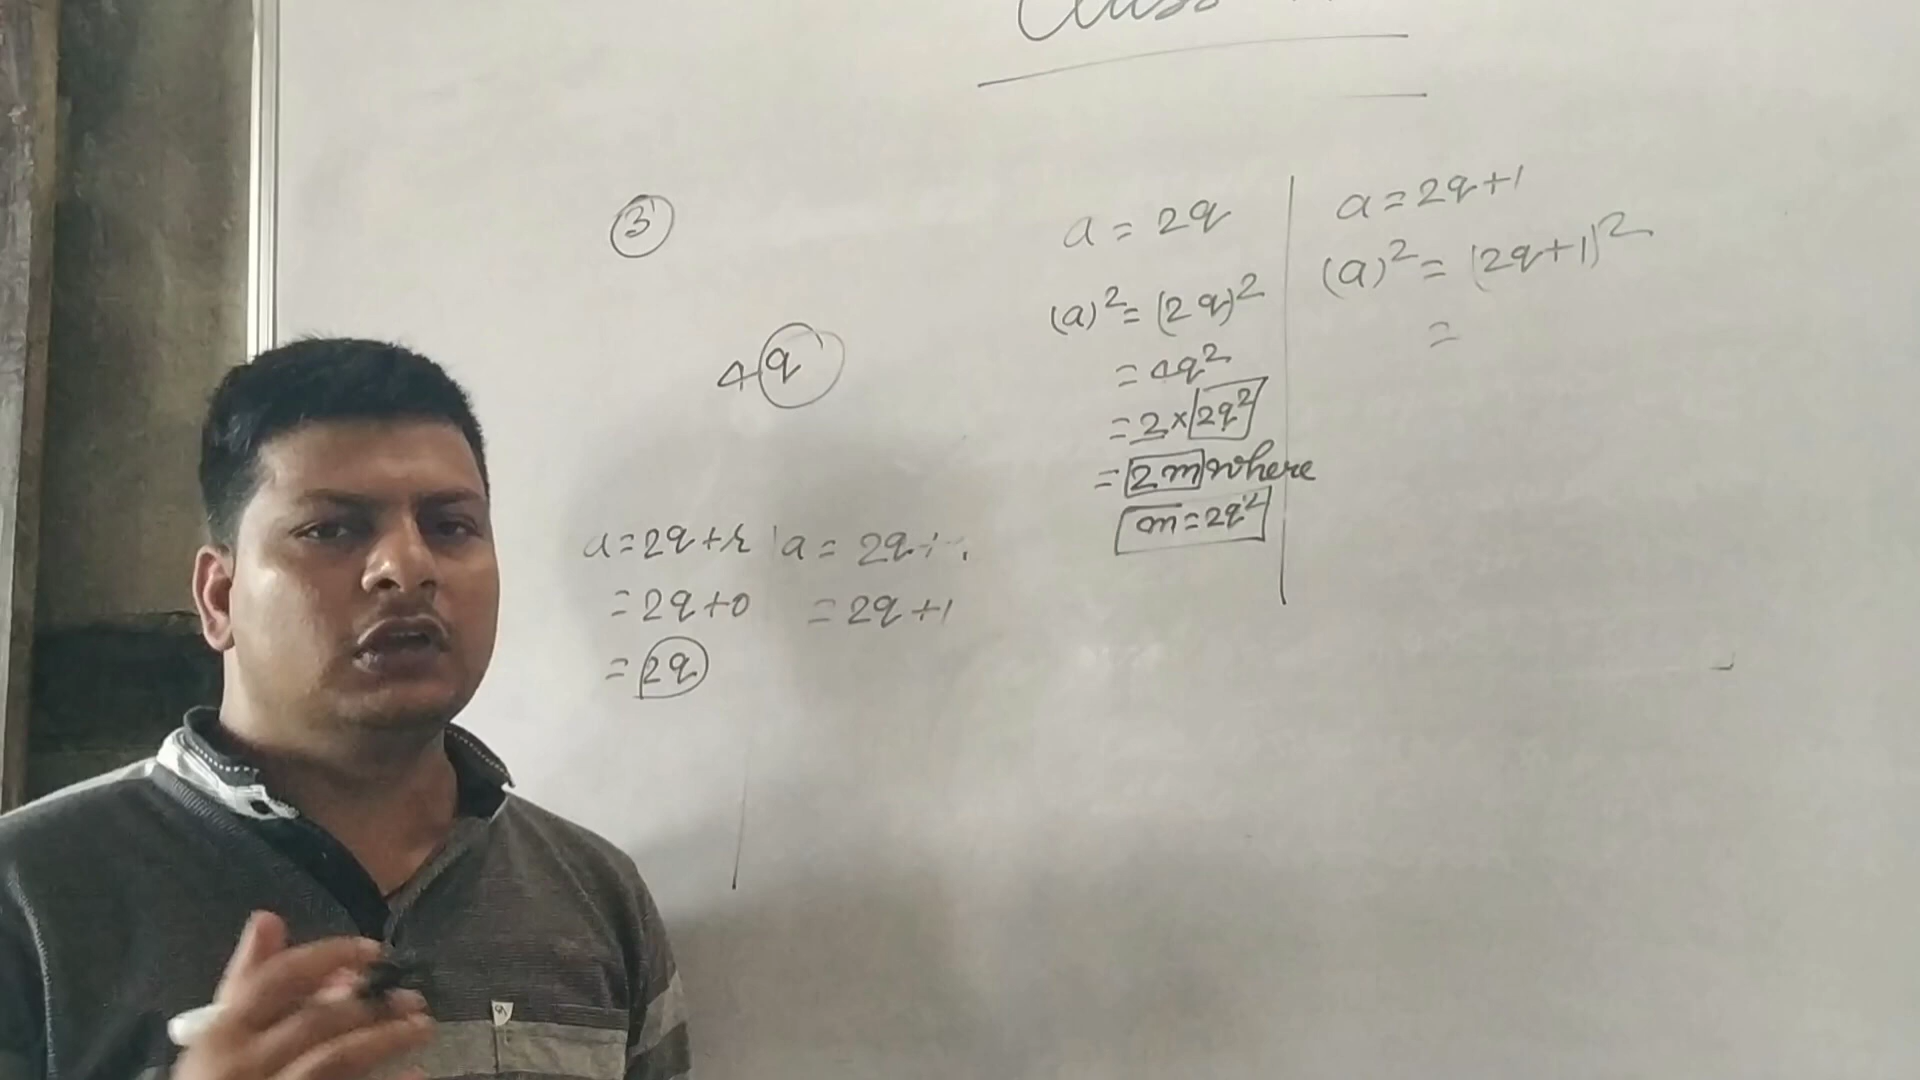 Class
3
4q
a = 2q + r
= 2q + 0
= 2q
a = 2q +
= 2q + 1
a = 2q
(a)² = (2q)²
= 4q²
= 2 × 2q²
= 2m where
m = 2q²
a = 2q + 1
(a)² = (2q + 1)²
=